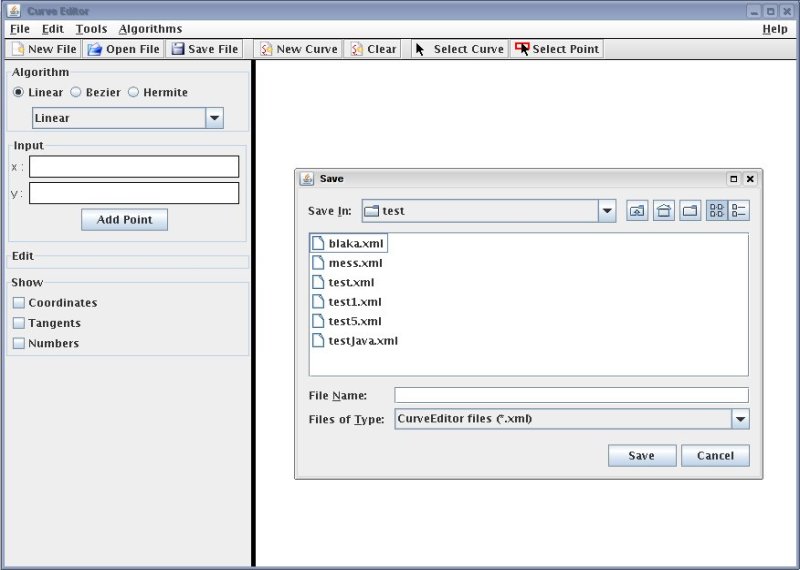 Curve Editor
File Edit Tools Algorithms Help
New File Open File Save File New Curve Clear Select Curve Select Point
Algorithm
Linear Bezier Hermite
Linear
Input
x :
y :
Add Point
Edit
Show
Coordinates
Tangents
Numbers
Save
Save In: test
blaka.xml
mess.xml
test.xml
test1.xml
test5.xml
testJava.xml
File Name:
Files of Type: CurveEditor files (*.xml)
Save Cancel